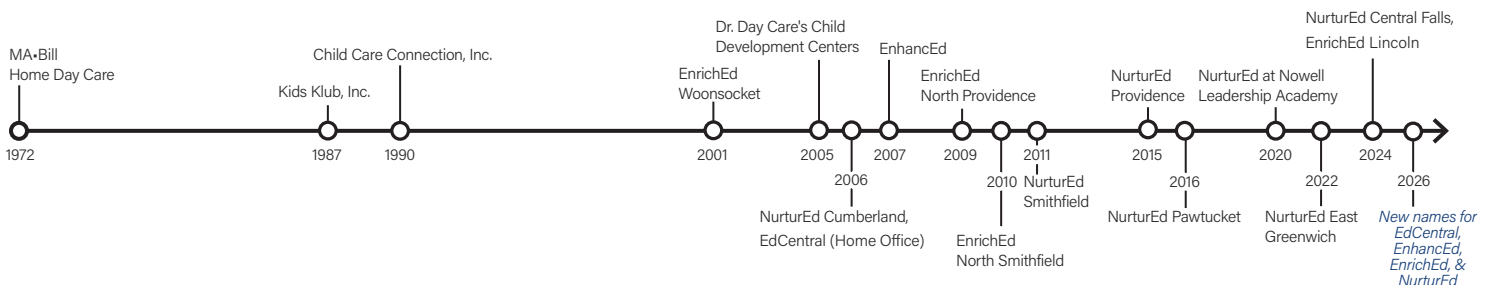 MA•Bill
Home Day Care
1972
Kids Klub, Inc.
1987
Child Care Connection, Inc.
1990
EnrichEd
Woonsocket
2001
Dr. Day Care's Child
Development Centers
2005
2006
NurturEd Cumberland,
EdCentral (Home Office)
EnhancEd
2007
EnrichEd
North Providence
2009
2010
EnrichEd
North Smithfield
2011
NurturEd
Smithfield
NurturEd
Providence
2015
2016
NurturEd Pawtucket
NurturEd at Nowell
Leadership Academy
2020
2022
NurturEd East
Greenwich
NurturEd Central Falls,
EnrichEd Lincoln
2024
2026
New names for
EdCentral,
EnhancEd,
EnrichEd, &
NurturEd